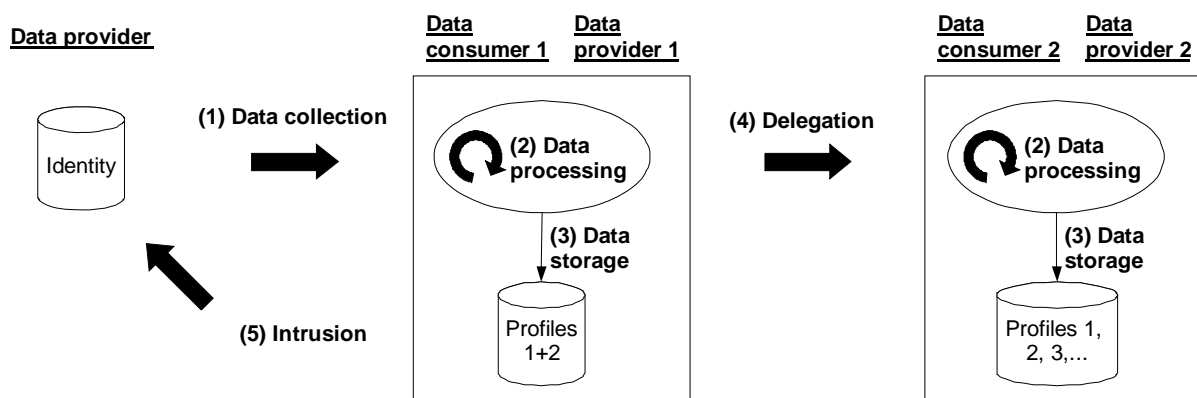 Data provider
Data
consumer 1
Data
provider 1
Data
consumer 2
Data
provider 2
(1) Data collection
(4) Delegation
Identity
(2) Data
processing
(2) Data
processing
(3) Data
storage
(3) Data
storage
(5) Intrusion
Profiles
1+2
Profiles 1,
2, 3,...